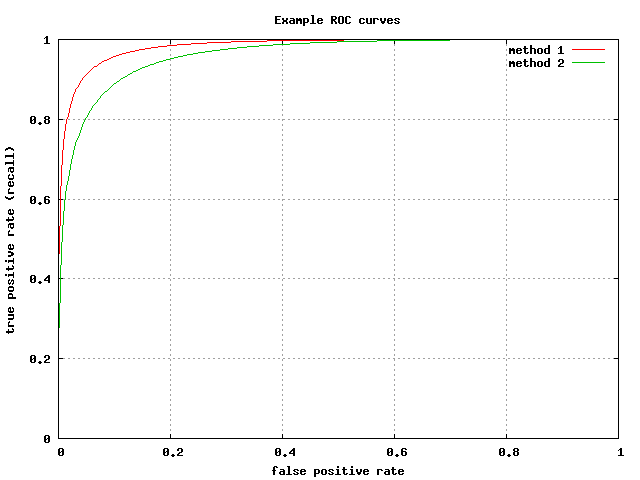 Example ROC curves
method 1
method 2
1
0.8
0.6
0.4
0.2
0
true positive rate (recall)
0 0.2 0.4 0.6 0.8 1
false positive rate